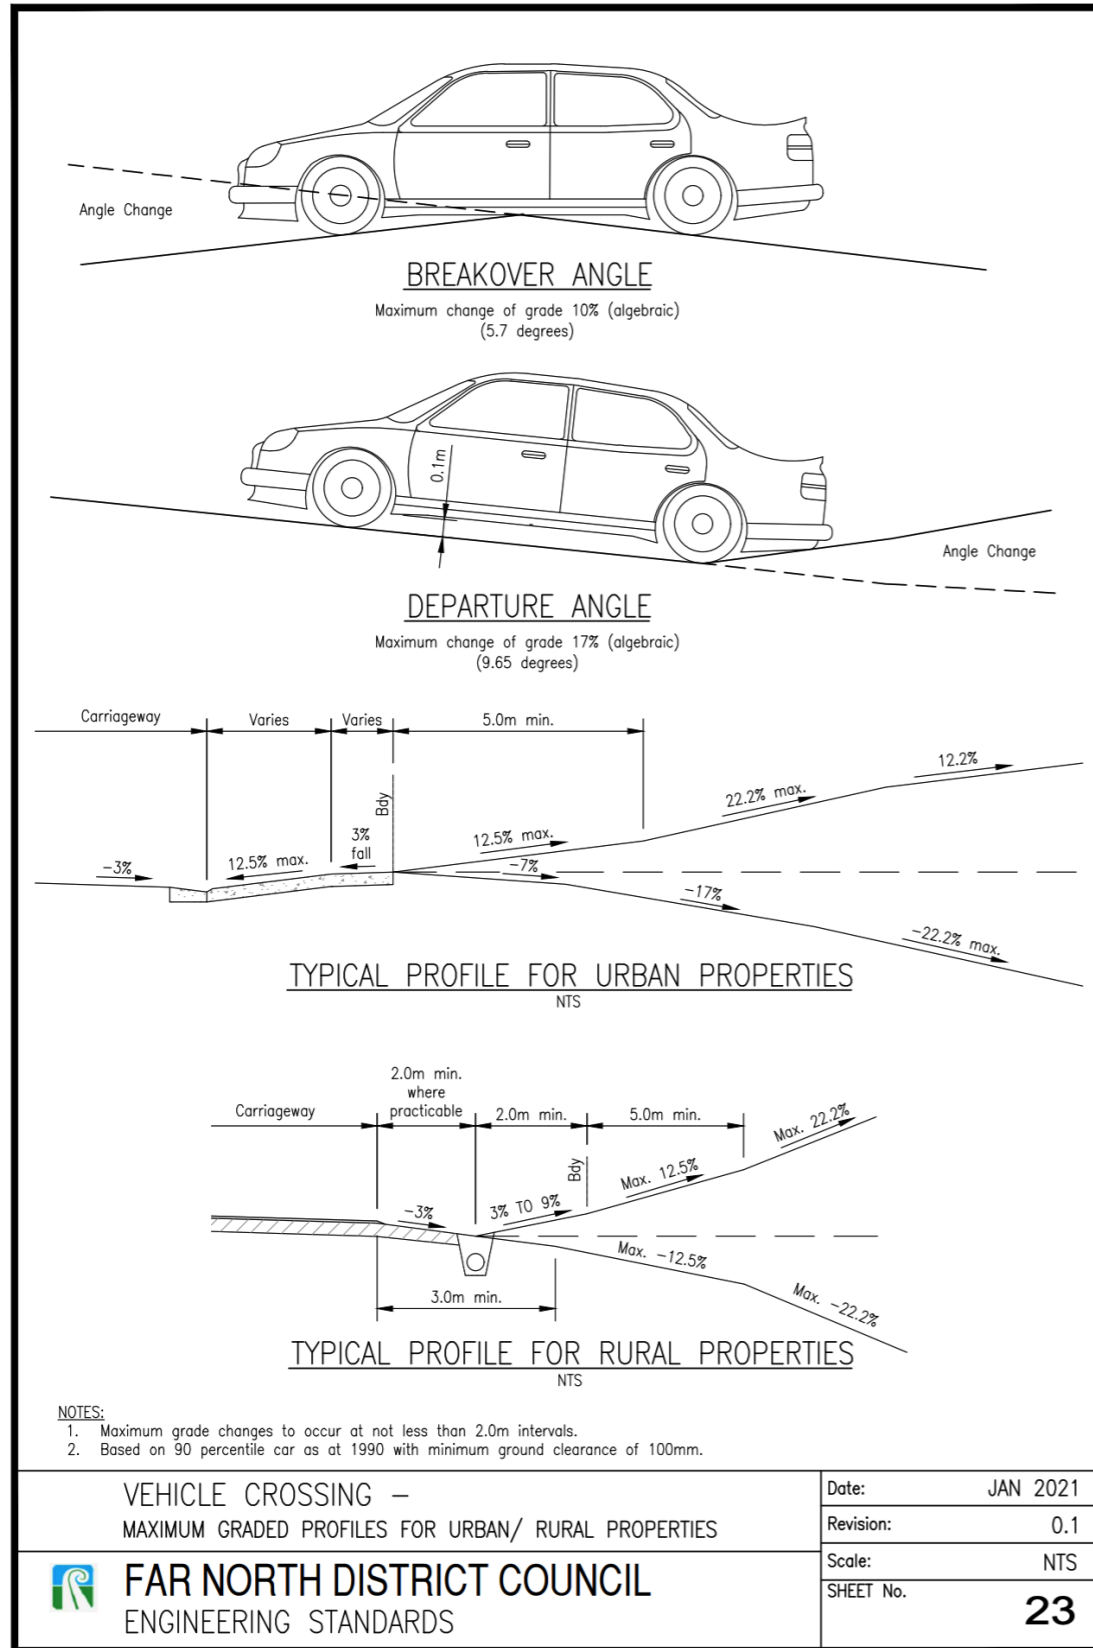 Angle Change
BREAKOVER ANGLE
Maximum change of grade 10% (algebraic)
(5.7 degrees)
0.1m
Angle Change
DEPARTURE ANGLE
Maximum change of grade 17% (algebraic)
(9.65 degrees)
Carriageway
Varies
Varies
5.0m min.
Bdy
12.2%
22.2% max.
12.5% max.
3%
fall
12.5% max.
-3%
-7%
-17%
-22.2% max.
TYPICAL PROFILE FOR URBAN PROPERTIES
NTS
2.0m min.
where
practicable
Carriageway
2.0m min.
5.0m min.
Bdy
Max. 22.2%
Max. 12.5%
3% TO 9%
-3%
Max. -12.5%
Max. -22.2%
3.0m min.
TYPICAL PROFILE FOR RURAL PROPERTIES
NTS
NOTES:
1. Maximum grade changes to occur at not less than 2.0m intervals.
2. Based on 90 percentile car as at 1990 with minimum ground clearance of 100mm.
VEHICLE CROSSING -
MAXIMUM GRADED PROFILES FOR URBAN/ RURAL PROPERTIES
FAR NORTH DISTRICT COUNCIL
ENGINEERING STANDARDS
Date: JAN 2021
Revision: 0.1
Scale: NTS
SHEET No.
23